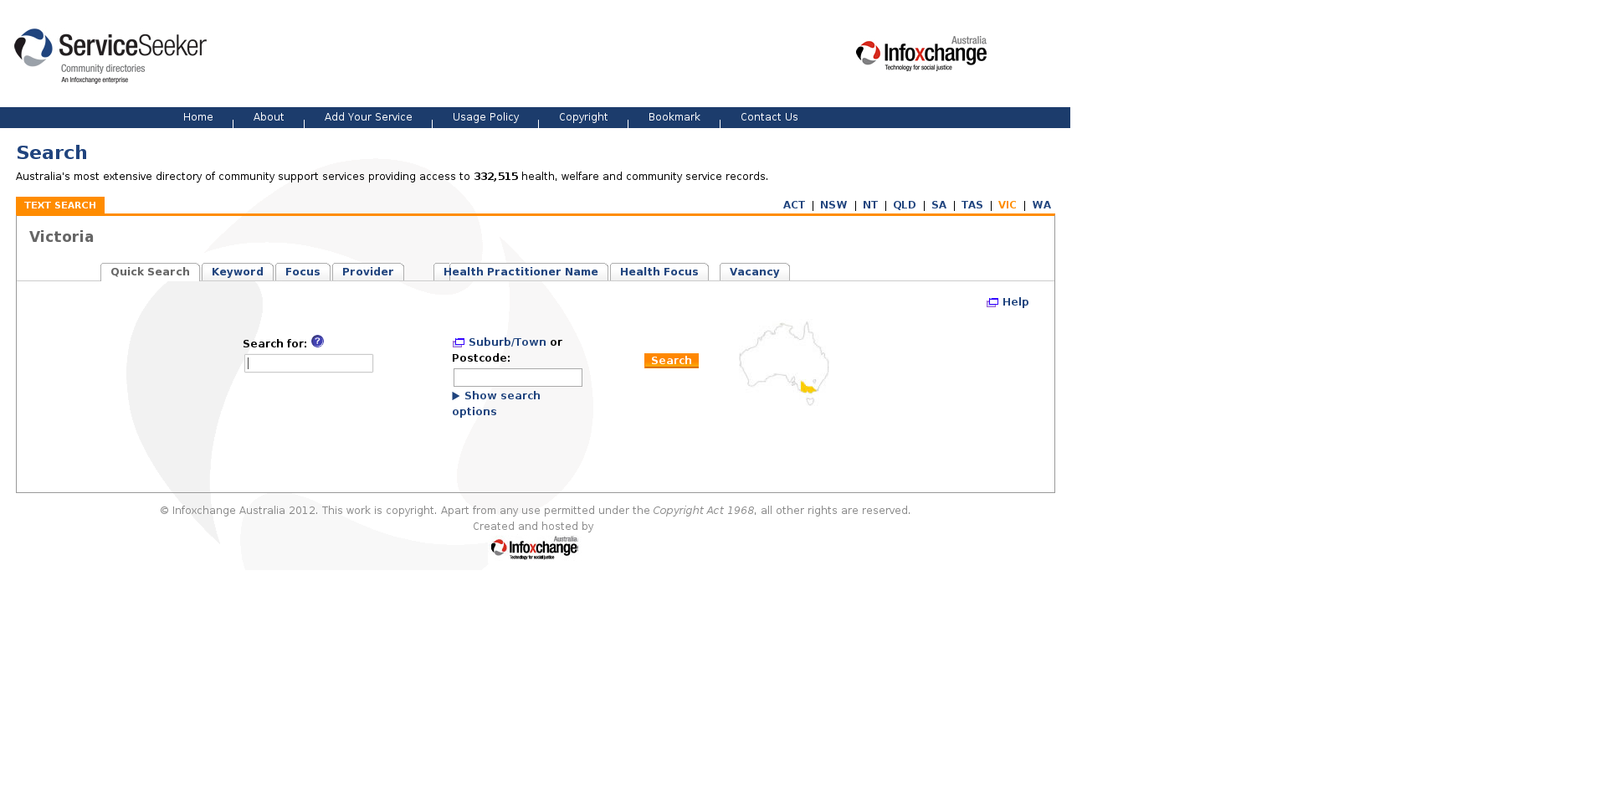 ServiceSeeker
Community directories
An Infoxchange enterprise
Australia
Infoxchange
Technology for social justice
Home About Add Your Service Usage Policy Copyright Bookmark Contact Us
Search
Australia's most extensive directory of community support services providing access to 332,515 health, welfare and community service records.
TEXT SEARCH
ACT | NSW | NT | QLD | SA | TAS | VIC | WA
Victoria
Quick Search Keyword Focus Provider Health Practitioner Name Health Focus Vacancy
Help
Search for: ?
Suburb/Town or
Postcode:
Search
Show search
options
© Infoxchange Australia 2012. This work is copyright. Apart from any use permitted under the Copyright Act 1968, all other rights are reserved.
Created and hosted by
Australia
Infoxchange
Technology for social justice